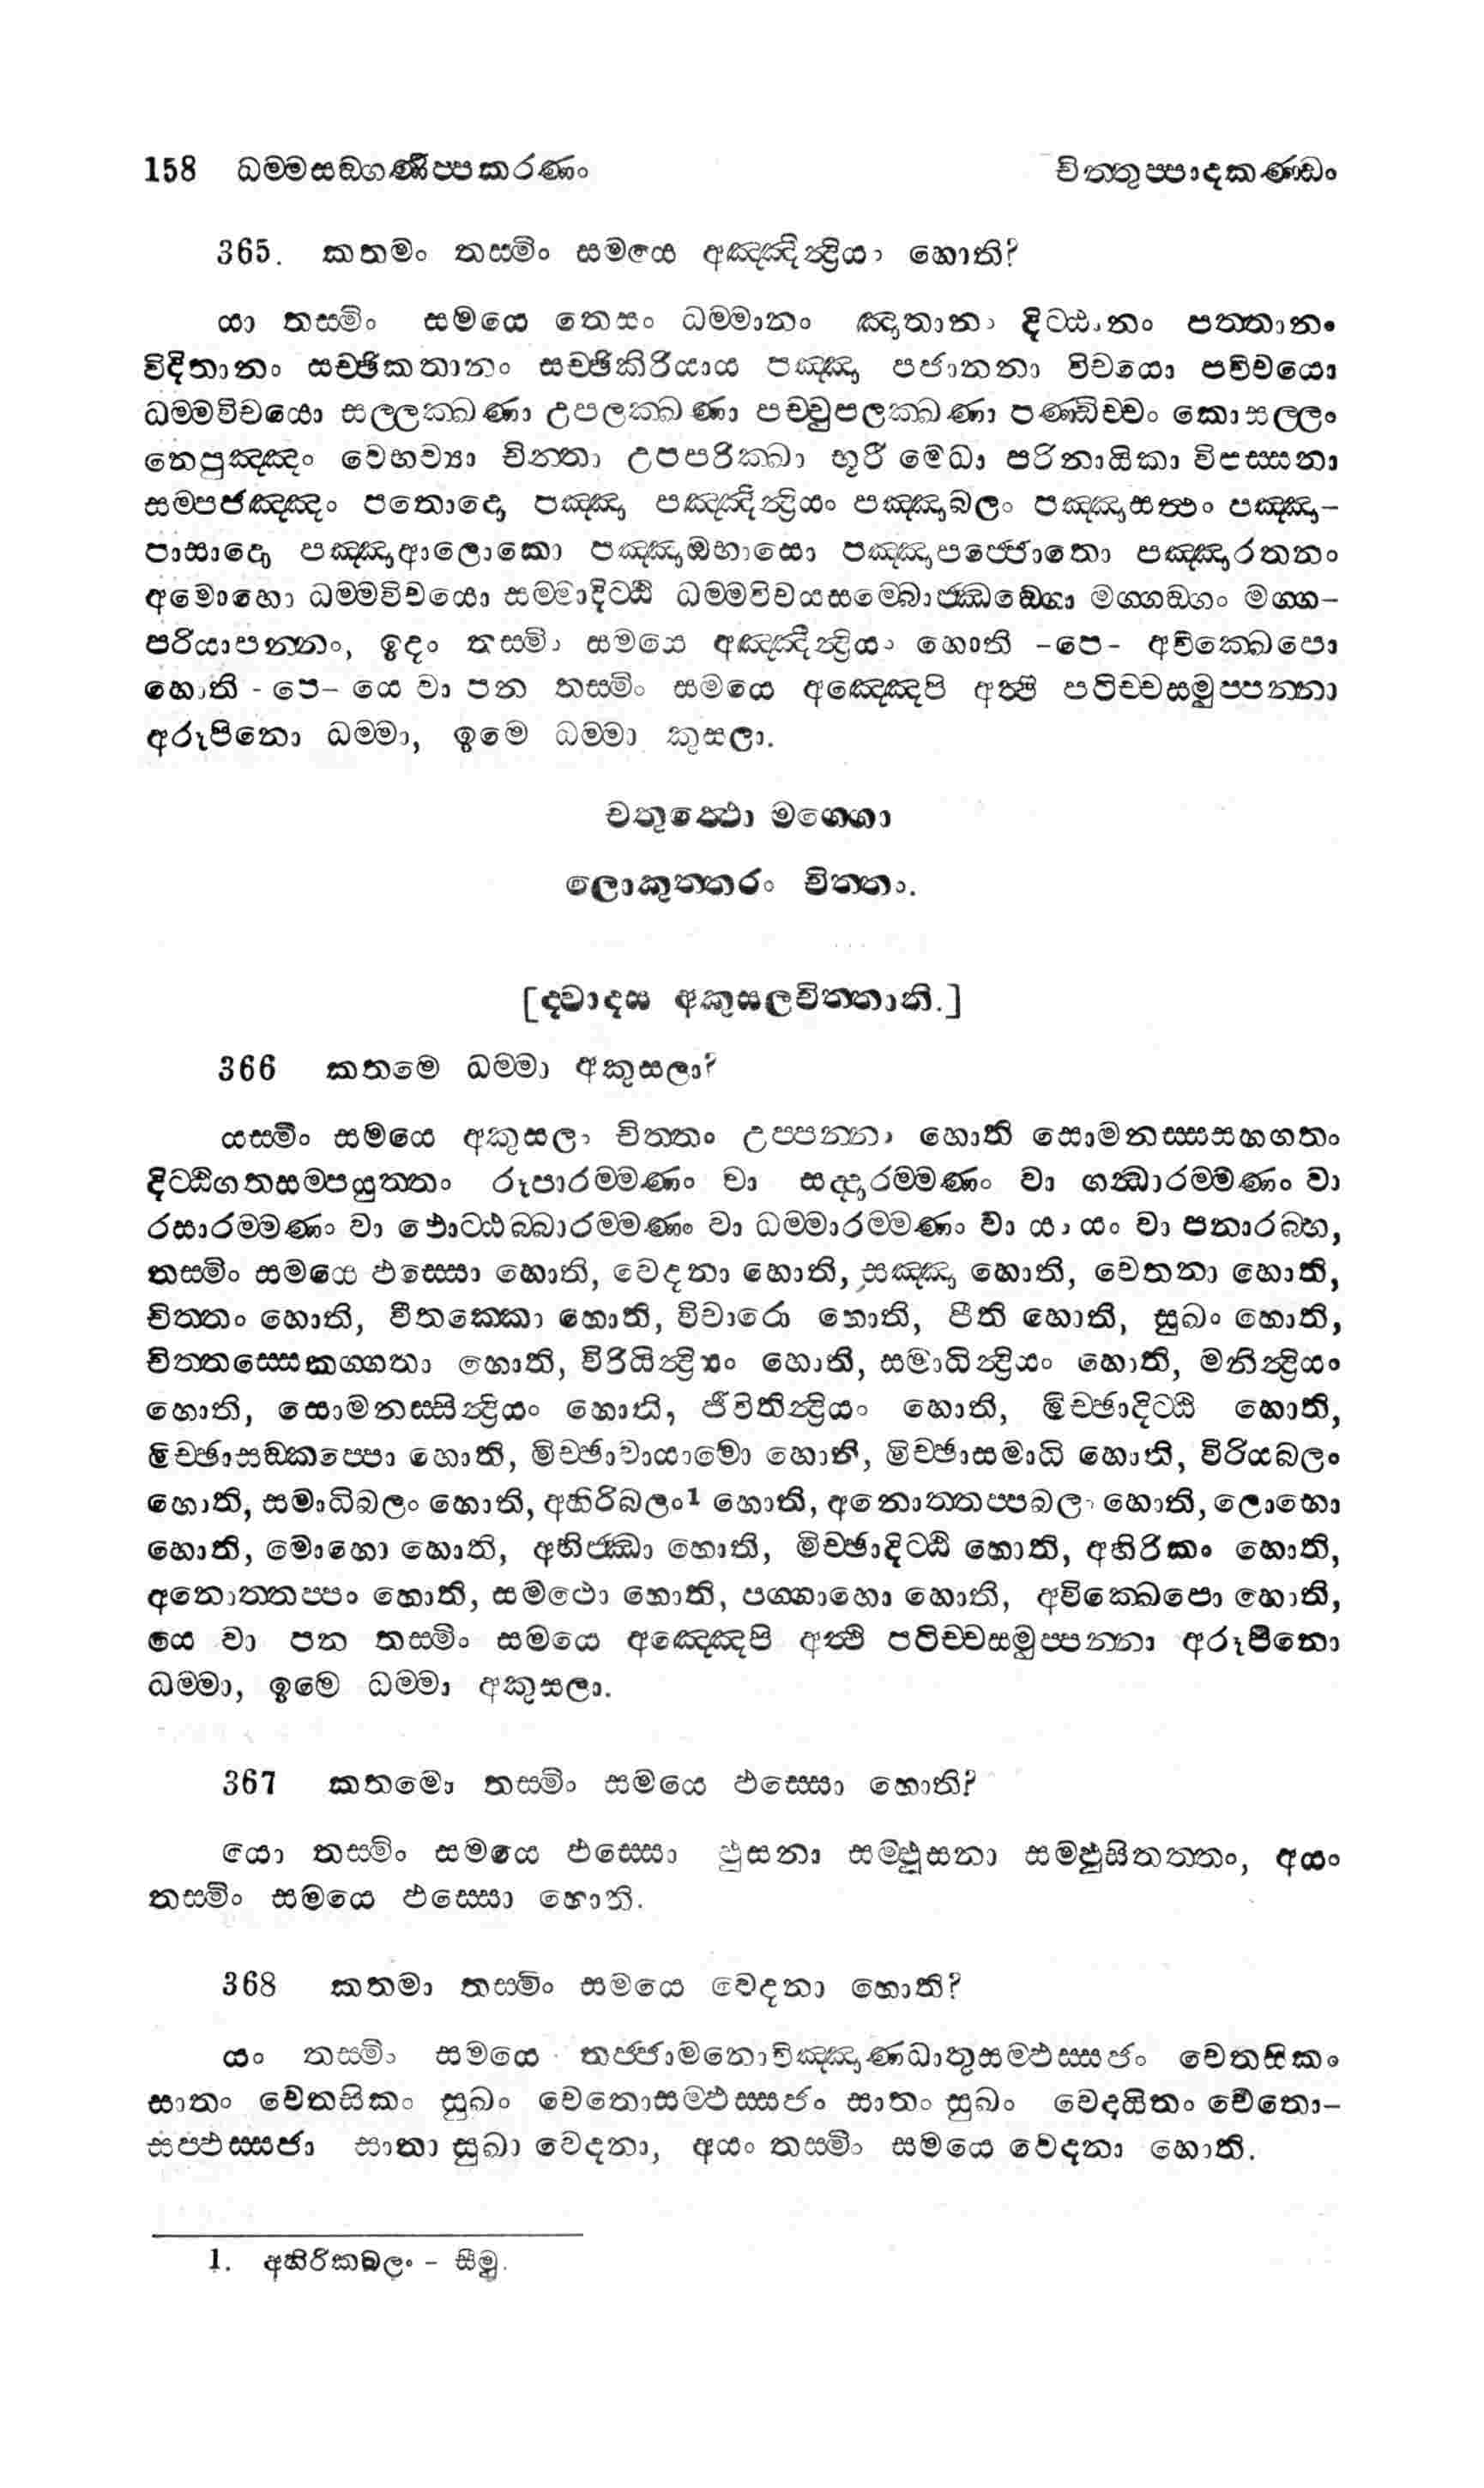 158 ධම්මසඞ්ගණිප්පකරණං චිත්තුප්පාදකණ්ඩං
365. කතමං තස්මිං සමයෙ අඤ්ඤින්ද්‍රියං හොති?
යා තස්මිං සමයෙ තෙසං ධම්මානං ඤාතානං දිට්ඨානං පත්තානං
විදිතානං සච්ඡිකතානං සච්ඡිකිරියාය පඤ්ඤා පජානනා විචයො පවිචයො
ධම්මවිචයො සල්ලක්ඛණා උපලක්ඛණා පච්චුපලක්ඛණා පණ්ඩිච්චං කොසල්ලං
නෙපුඤ්ඤං වෙභව්‍යා චින්තා උපපරික්ඛා භූරී මෙධා පරිනායිකා විපස්සනා
සම්පජඤ්ඤං පතොදො පඤ්ඤා පඤ්ඤින්ද්‍රියං පඤ්ඤාබලං පඤ්ඤාසත්ථං පඤ්ඤා-
පාසාදො පඤ්ඤාආලොකො පඤ්ඤාඔභාසො පඤ්ඤාපජ්ජොතො පඤ්ඤාරතනං
අමොහො ධම්මවිචයො සම්මාදිට්ඨි ධම්මවිචයසම්බොජ්ඣඞ්ගො මග්ගඞ්ගං මග්ග-
පරියාපන්නං, ඉදං තස්මිං සමයෙ අඤ්ඤින්ද්‍රියං හොති -පෙ- අවික්ඛෙපො
හොති - පෙ- යෙ වා පන තස්මිං සමයෙ අඤ්ඤෙපි අත්ථි පටිච්චසමුප්පන්නා
අරූපිනො ධම්මා, ඉමෙ ධම්මා කුසලා.
චතුත්ථො මග්ගො
ලොකුත්තරං චිත්තං.
[ද්වාදස අකුසලචිත්තානි.]
366 කතමෙ ධම්මා අකුසලා?
යස්මිං සමයෙ අකුසලං චිත්තං උප්පන්නං හොති සොමනස්සසහගතං
දිට්ඨිගතසම්පයුත්තං රූපාරම්මණං වා සද්දාරම්මණං වා ගන්ධාරම්මණං වා
රසාරම්මණං වා ඵොට්ඨබ්බාරම්මණං වා ධම්මාරම්මණං වා යං යං වා පනාරබ්භ,
තස්මිං සමයෙ ඵස්සො හොති, වෙදනා හොති, සඤ්ඤා හොති, චෙතනා හොති,
චිත්තං හොති, විතක්කො හොති, විචාරො හොති, පීති හොති, සුඛං හොති,
චිත්තස්සෙකග්ගතා හොති, විරියින්ද්‍රියං හොති, සමාධින්ද්‍රියං හොති, මනින්ද්‍රියං
හොති, සොමනස්සින්ද්‍රියං හොති, ජීවිතින්ද්‍රියං හොති, මිච්ඡාදිට්ඨි හොති,
මිච්ඡාසඞ්කප්පො හොති, මිච්ඡාවායාමො හොති, මිච්ඡාසමාධි හොති, විරියබලං
හොති, සමාධිබලං හොති, අහිරිබලං1 හොති, අනොත්තප්පබලං හොති, ලොභො
හොති, මොහො හොති, අභිජ්ඣා හොති, මිච්ඡාදිට්ඨි හොති, අහිරිකං හොති,
අනොත්තප්පං හොති, සමථො හොති, පග්ගාහො හොති, අවික්ඛෙපො හොති,
යෙ වා පන තස්මිං සමයෙ අඤ්ඤෙපි අත්ථි පටිච්චසමුප්පන්නා අරූපිනො
ධම්මා, ඉමෙ ධම්මා අකුසලා.
367 කතමො තස්මිං සමයෙ ඵස්සො හොති?
යො තස්මිං සමයෙ ඵස්සො ඵුසනා සම්ඵුසනා සම්ඵුසිතත්තං, අයං
තස්මිං සමයෙ ඵස්සො හොති.
368 කතමා තස්මිං සමයෙ වෙදනා හොති?
යං තස්මිං සමයෙ තජ්ජාමනොවිඤ්ඤාණධාතුසම්ඵස්සජං චෙතසිකං
සාතං චෙතසිකං සුඛං චෙතොසම්ඵස්සජං සාතං සුඛං වෙදයිතං චෙතො-
සප්ඵස්සජා සාතා සුඛා වෙදනා, අයං තස්මිං සමයෙ වෙදනා හොති.
1. අහිරිකබලං - සීමු.